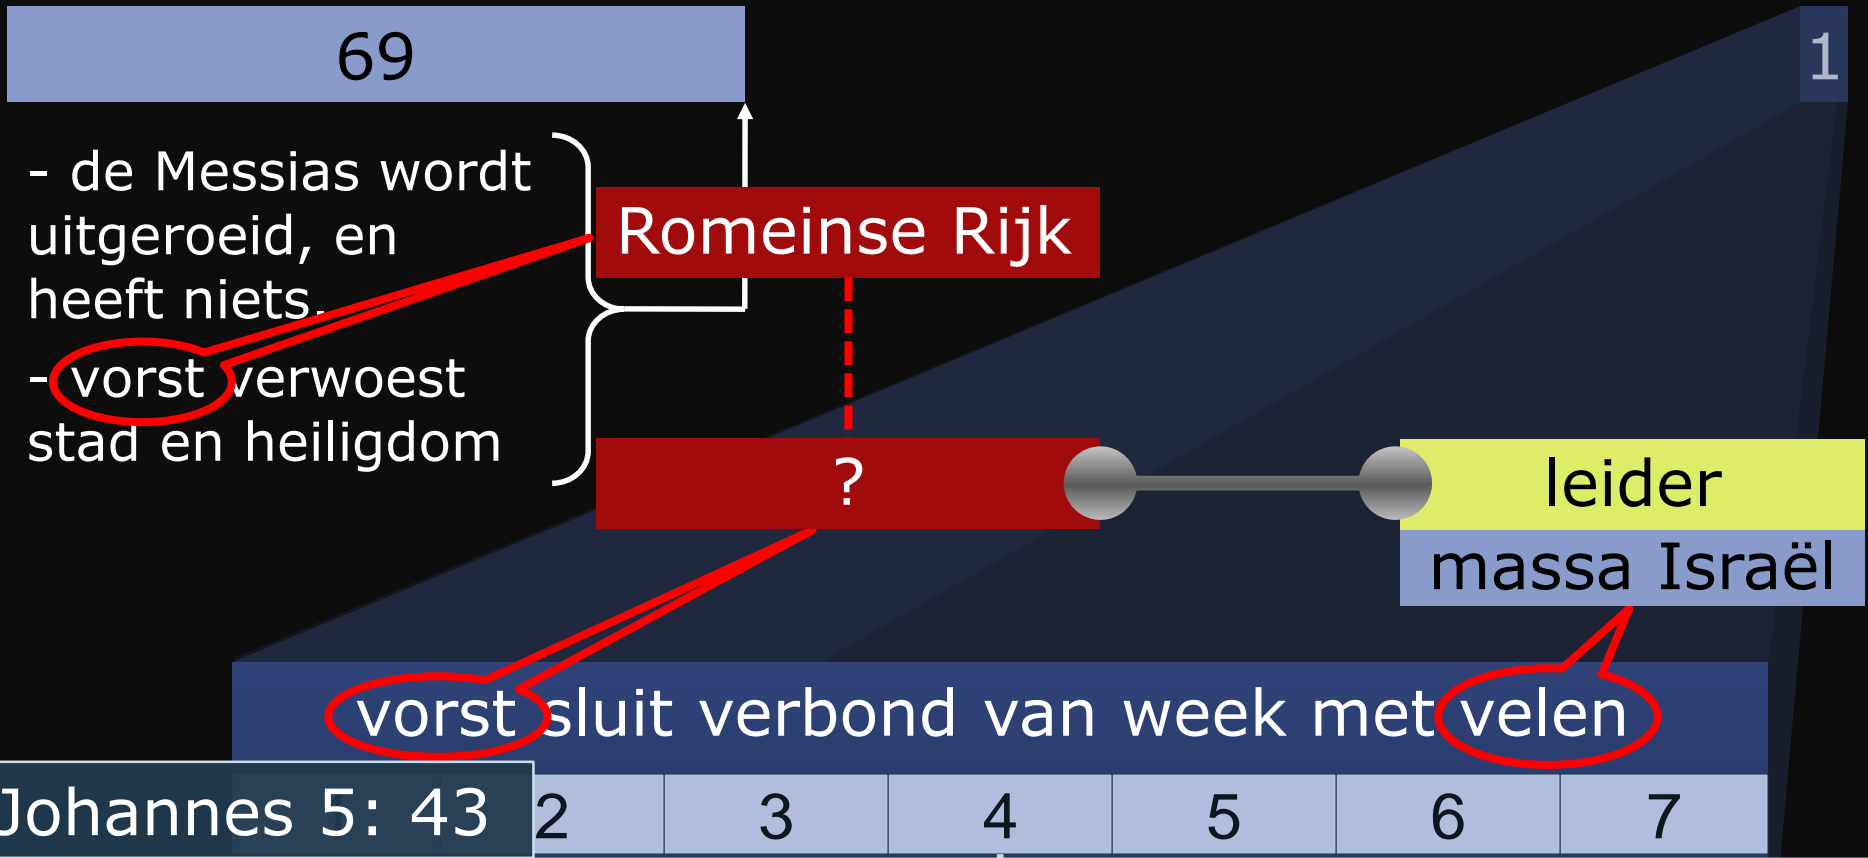 69
1
- de Messias wordt
uitgeroeid, en
heeft niets.
Romeinse Rijk
- vorst verwoest
stad en heiligdom
?
leider
massa Israël
vorst sluit verbond van week met velen
Johannes 5: 43
2 3 4 5 6 7